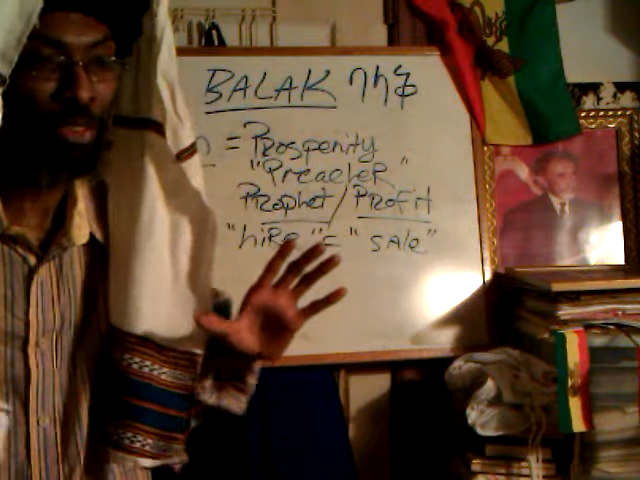 BALAK ባላቅ
= Prosperity
"Preacher"
Prophet / Profit
"hire" = "sale"